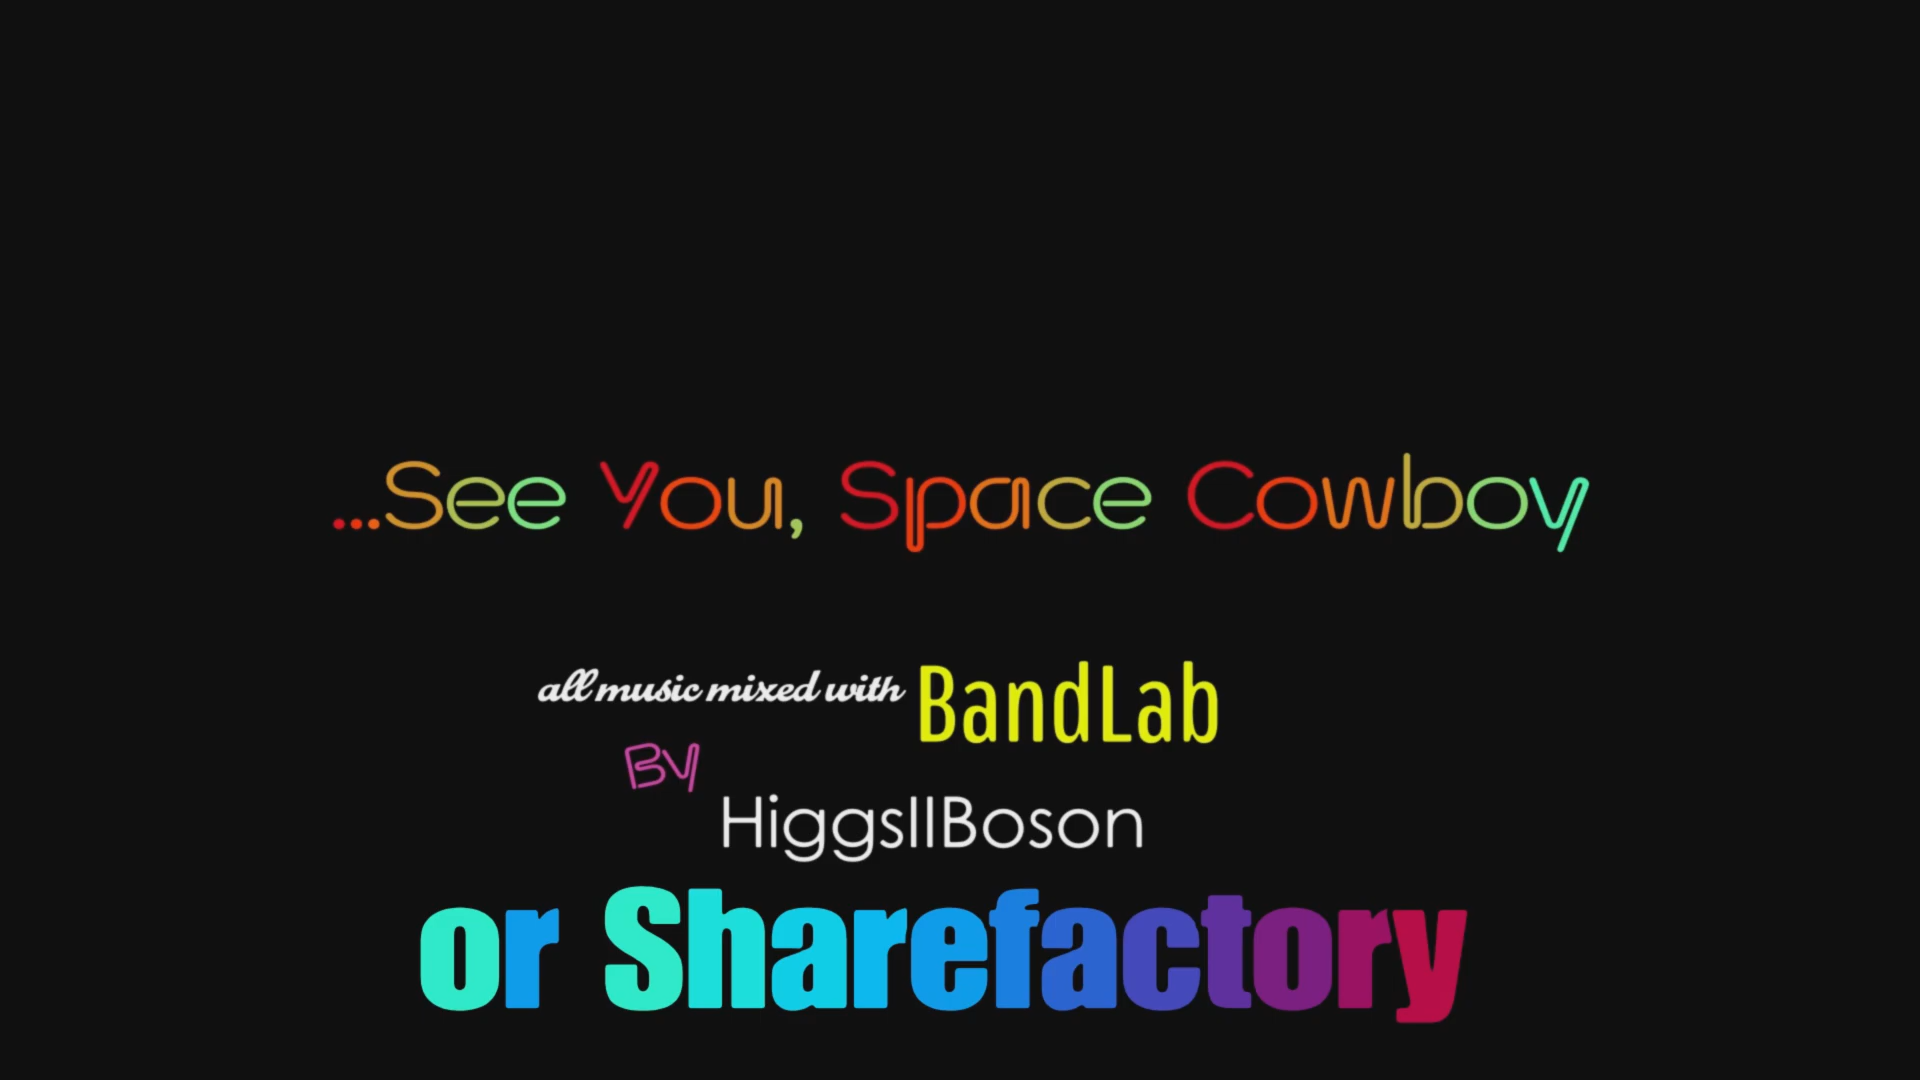 ...See You, Space Cowboy
all music mixed with BandLab
By
HiggsIIBoson
or Sharefactory